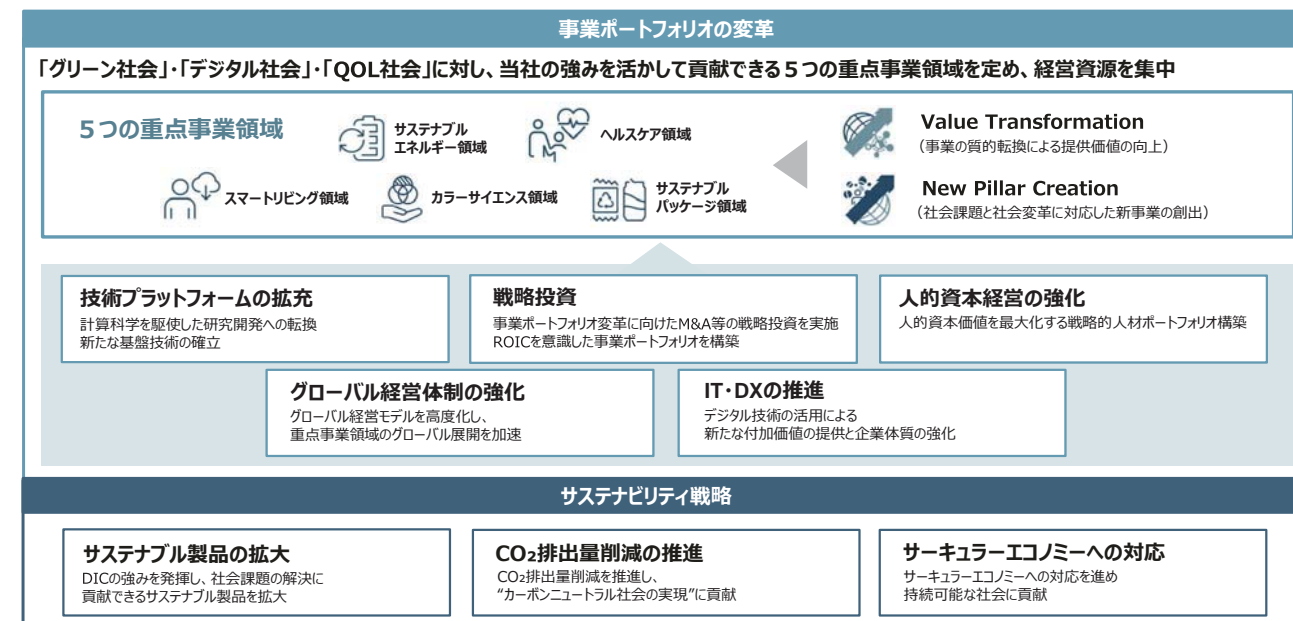 事業ポートフォリオの変革
「グリーン社会」・「デジタル社会」・「QOL社会」に対し、当社の強みを活かして貢献できる5つの重点事業領域を定め、経営資源を集中
5つの重点事業領域
サステナブル
エネルギー領域
ヘルスケア領域
スマートリビング領域
カラーサイエンス領域
サステナブル
パッケージ領域
Value Transformation
（事業の質的転換による提供価値の向上）
New Pillar Creation
（社会課題と社会変革に対応した新事業の創出）
技術プラットフォームの拡充
計算科学を駆使した研究開発への転換
新たな基盤技術の確立
戦略投資
事業ポートフォリオ変革に向けたM&A等の戦略投資を実施
ROICを意識した事業ポートフォリオを構築
人的資本経営の強化
人的資本価値を最大化する戦略的人材ポートフォリオ構築
グローバル経営体制の強化
グローバル経営モデルを高度化し、
重点事業領域のグローバル展開を加速
IT・DXの推進
デジタル技術の活用による
新たな付加価値の提供と企業体質の強化
サステナビリティ戦略
サステナブル製品の拡大
DICの強みを発揮し、社会課題の解決に
貢献できるサステナブル製品を拡大
CO₂排出量削減の推進
CO₂排出量削減を推進し、
“カーボンニュートラル社会の実現”に貢献
サーキュラーエコノミーへの対応
サーキュラーエコノミーへの対応を進め
持続可能な社会に貢献